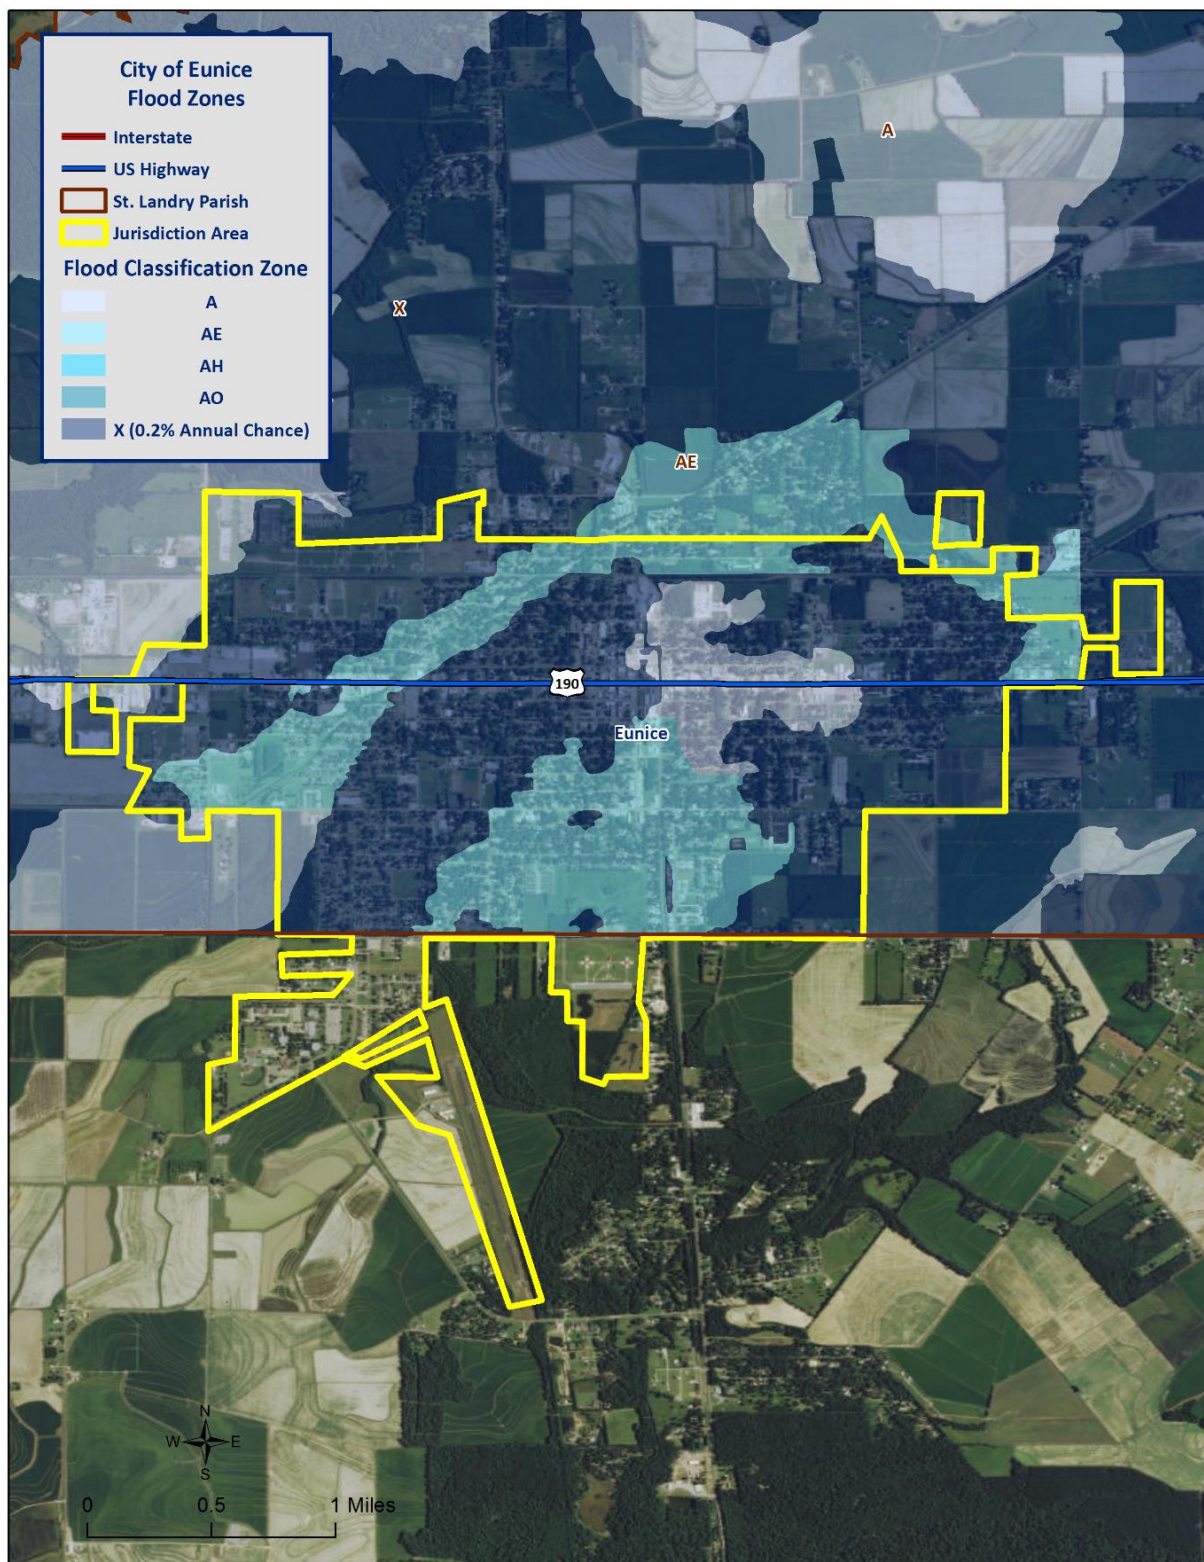 City of Eunice
Flood Zones
Interstate
US Highway
St. Landry Parish
Jurisdiction Area
Flood Classification Zone
A
AE
AH
AO
X (0.2% Annual Chance)
A
X
AE
190
Eunice
N
W E
S
0 0.5 1 Miles